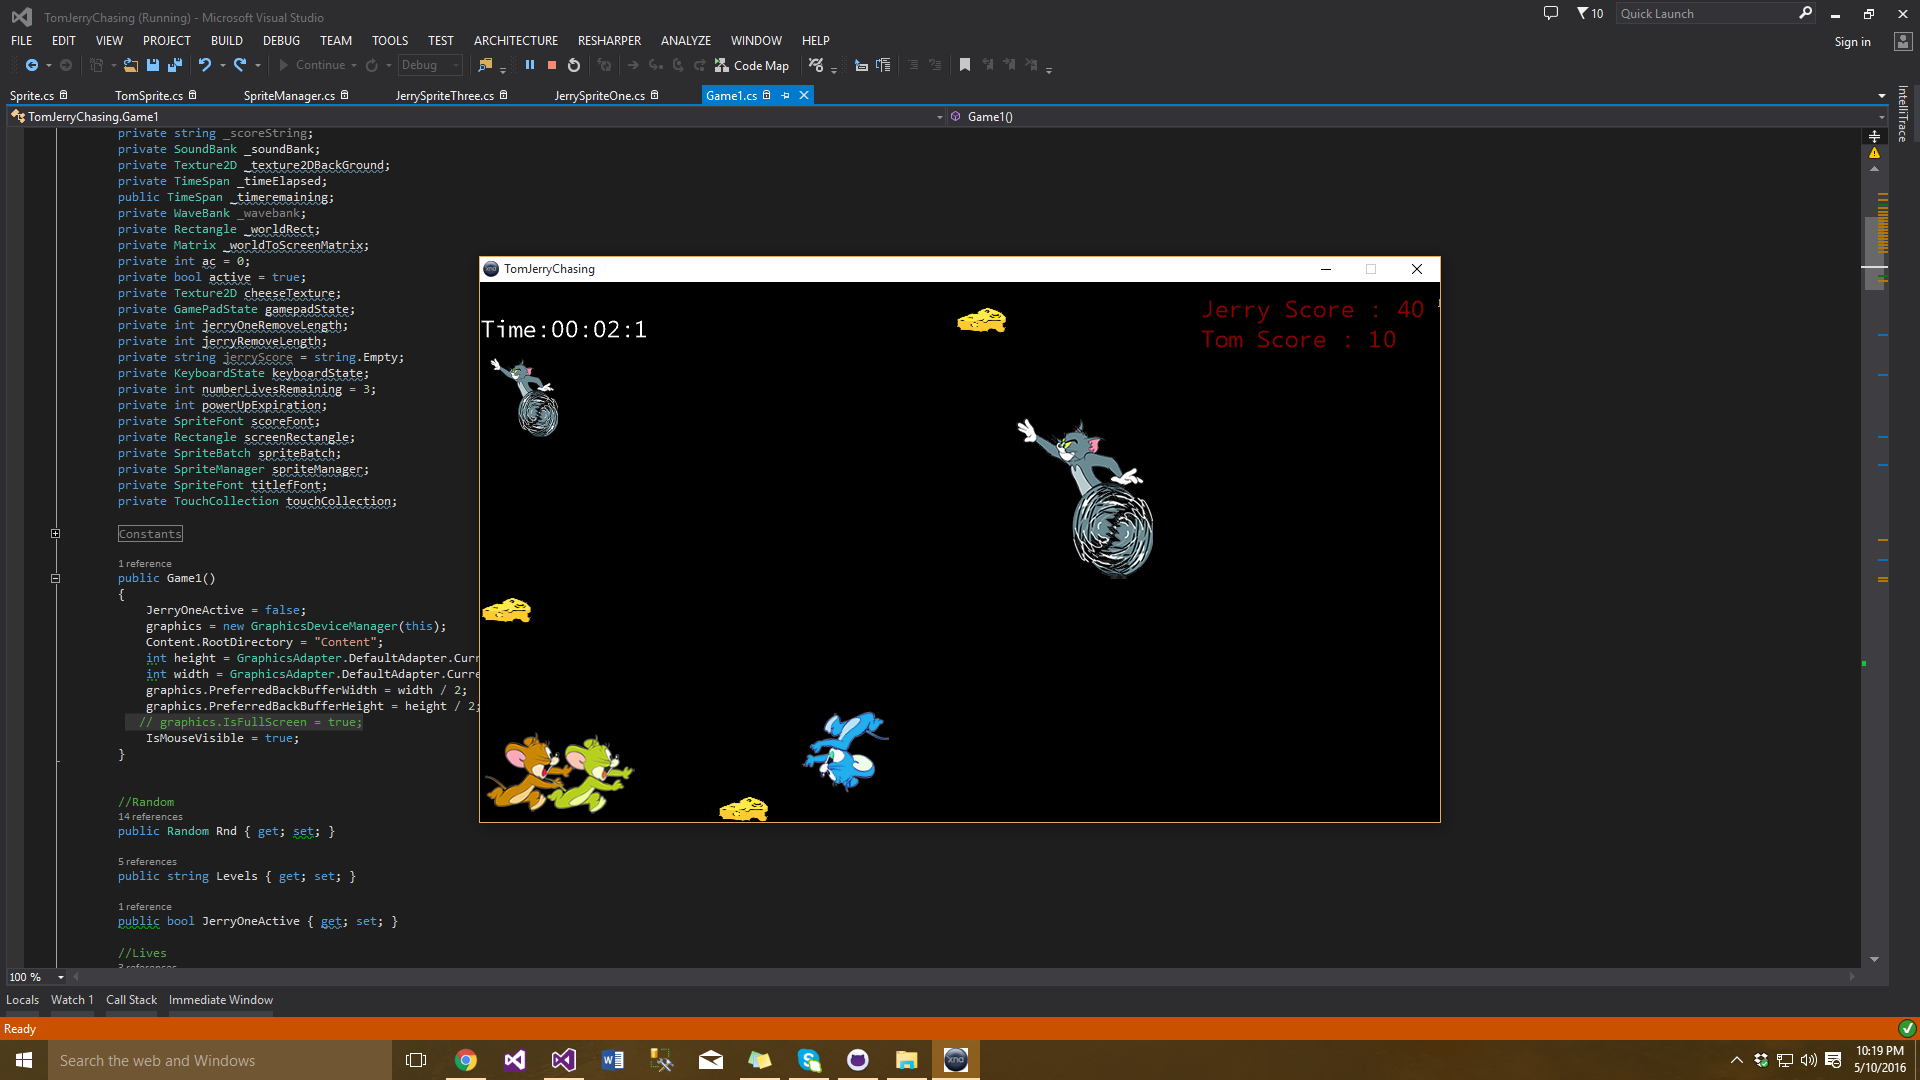 TomJerryChasing (Running) - Microsoft Visual Studio
10
Quick Launch
FILE EDIT VIEW PROJECT BUILD DEBUG TEAM TOOLS TEST ARCHITECTURE RESHARPER ANALYZE WINDOW HELP
Sign in
Continue Debug Code Map
Sprite.cs TomSprite.cs SpriteManager.cs JerrySpriteThree.cs JerrySpriteOne.cs Game1.cs
IntelliTrace
TomJerryChasing.Game1 Game1()
private string _scoreString;
private SoundBank _soundBank;
private Texture2D _texture2DBackGround;
private TimeSpan _timeElapsed;
public TimeSpan _timeremaining;
private WaveBank _wavebank;
private Rectangle _worldRect;
private Matrix _worldToScreenMatrix;
private int ac = 0;
private bool active = true;
private Texture2D cheeseTexture;
private GamePadState gamepadState;
private int jerryOneRemoveLength;
private int jerryRemoveLength;
private string jerryScore = string.Empty;
private KeyboardState keyboardState;
private int numberLivesRemaining = 3;
private int powerUpExpiration;
private SpriteFont scoreFont;
private Rectangle screenRectangle;
private SpriteBatch spriteBatch;
private SpriteManager spriteManager;
private SpriteFont titlefFont;
private TouchCollection touchCollection;
Constants
1 reference
public Game1()
{
JerryOneActive = false;
graphics = new GraphicsDeviceManager(this);
Content.RootDirectory = "Content";
int height = GraphicsAdapter.DefaultAdapter.Curr
int width = GraphicsAdapter.DefaultAdapter.Curre
graphics.PreferredBackBufferWidth = width / 2;
graphics.PreferredBackBufferHeight = height / 2;
// graphics.IsFullScreen = true;
IsMouseVisible = true;
}
//Random
14 references
public Random Rnd { get; set; }
5 references
public string Levels { get; set; }
1 reference
public bool JerryOneActive { get; set; }
//Lives
3 references
TomJerryChasing
Time:00:02:1
Jerry Score : 40
Tom Score : 10
100 %
Locals Watch 1 Call Stack Immediate Window
Ready
Search the web and Windows
xna
10:19 PM
5/10/2016